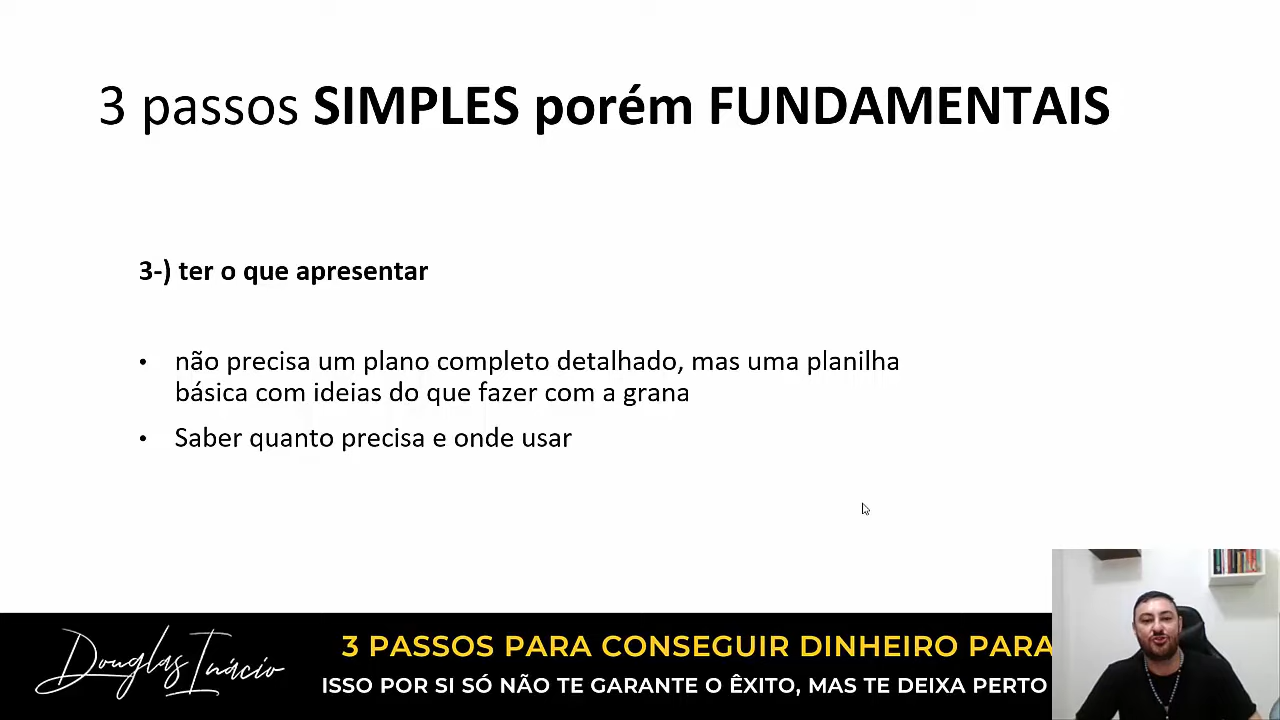 3 passos SIMPLES porém FUNDAMENTAIS
3-) ter o que apresentar
• não precisa um plano completo detalhado, mas uma planilha
básica com ideias do que fazer com a grana
• Saber quanto precisa e onde usar
Douglas Inácio
3 PASSOS PARA CONSEGUIR DINHEIRO PARA
ISSO POR SI SÓ NÃO TE GARANTE O ÊXITO, MAS TE DEIXA PERTO